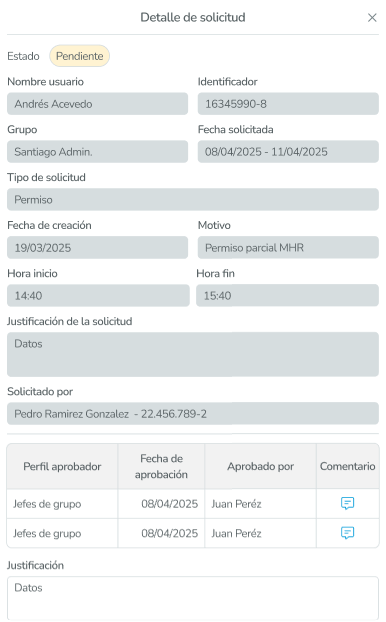 Detalle de solicitud
Estado Pendiente
Nombre usuario Identificador
Andrés Acevedo 16345990-8
Grupo Fecha solicitada
Santiago Admin. 08/04/2025 - 11/04/2025
Tipo de solicitud
Permiso
Fecha de creación Motivo
19/03/2025 Permiso parcial MHR
Hora inicio Hora fin
14:40 15:40
Justificación de la solicitud
Datos
Solicitado por
Pedro Ramirez Gonzalez - 22.456.789-2
Perfil aprobador Fecha de aprobación Aprobado por Comentario
Jefes de grupo 08/04/2025 Juan Peréz
Jefes de grupo 08/04/2025 Juan Peréz
Justificación
Datos